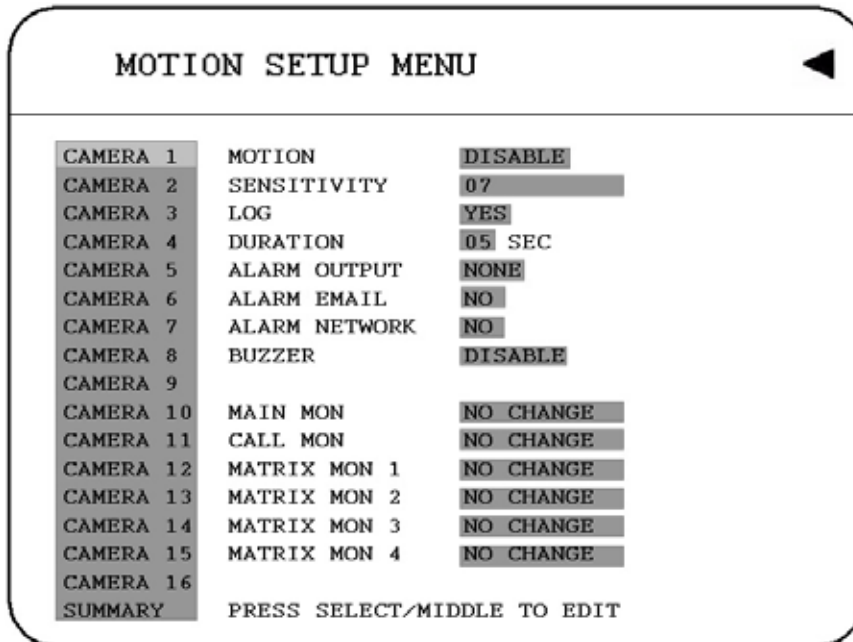 MOTION SETUP MENU
CAMERA 1 MOTION DISABLE
CAMERA 2 SENSITIVITY 07
CAMERA 3 LOG YES
CAMERA 4 DURATION 05 SEC
CAMERA 5 ALARM OUTPUT NONE
CAMERA 6 ALARM EMAIL NO
CAMERA 7 ALARM NETWORK NO
CAMERA 8 BUZZER DISABLE
CAMERA 9
CAMERA 10 MAIN MON NO CHANGE
CAMERA 11 CALL MON NO CHANGE
CAMERA 12 MATRIX MON 1 NO CHANGE
CAMERA 13 MATRIX MON 2 NO CHANGE
CAMERA 14 MATRIX MON 3 NO CHANGE
CAMERA 15 MATRIX MON 4 NO CHANGE
CAMERA 16
SUMMARY PRESS SELECT/MIDDLE TO EDIT